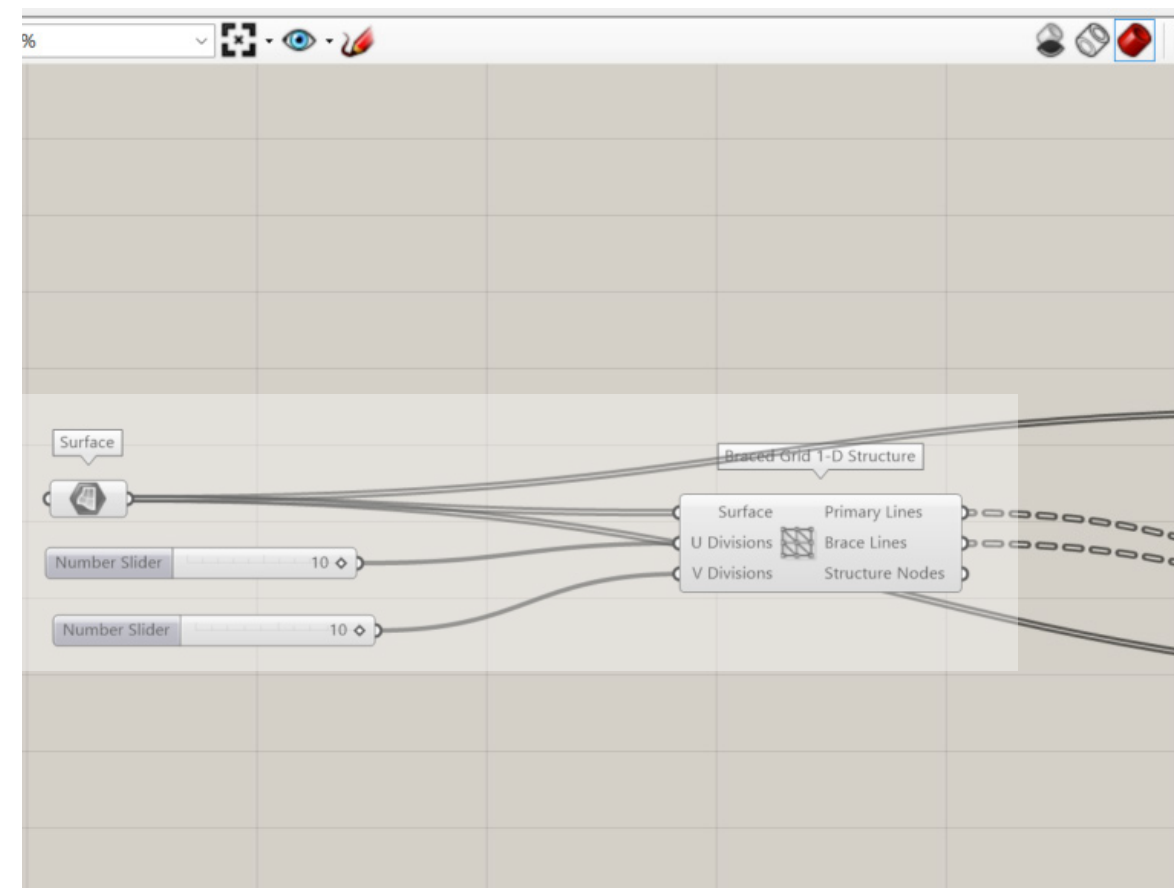 %
Surface
Braced Grid 1-D Structure
Surface Primary Lines
U Divisions Brace Lines
V Divisions Structure Nodes
Number Slider 10
Number Slider 10